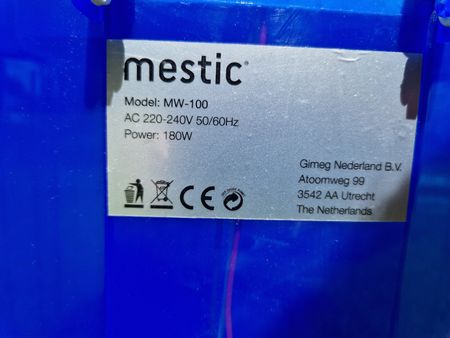 mestic®
Model: MW-100
AC 220-240V 50/60Hz
Power: 180W
Gimeg Nederland B.V.
Atoomweg 99
3542 AA Utrecht
The Netherlands
CE